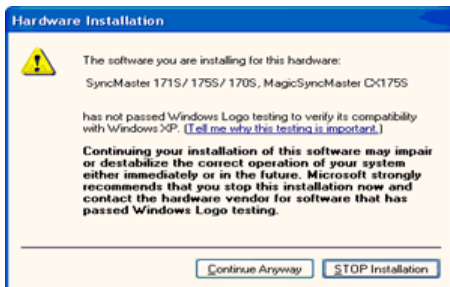 Hardware Installation
The software you are installing for this hardware:
SyncMaster 171S/ 175S/ 170S, MagicSyncMaster CX175S
has not passed Windows Logo testing to verify its compatibility
with Windows XP. (Tell me why this testing is important.)
Continuing your installation of this software may impair
or destabilize the correct operation of your system
either immediately or in the future. Microsoft strongly
recommends that you stop this installation now and
contact the hardware vendor for software that has
passed Windows Logo testing.
Continue Anyway STOP Installation